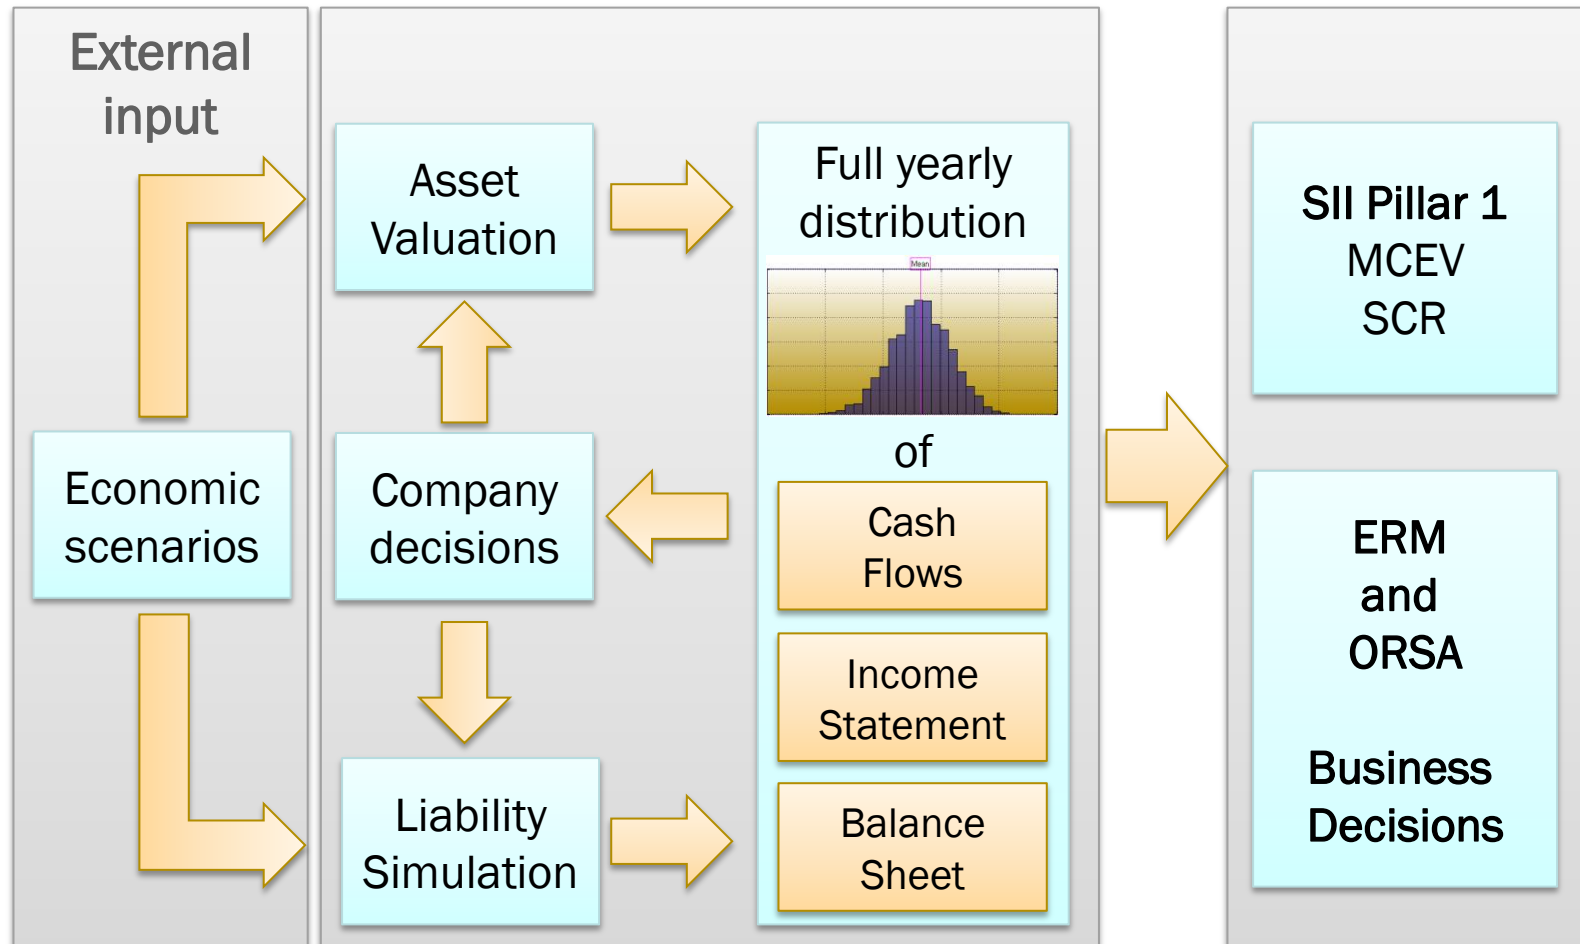 External
input
Economic
scenarios
Asset
Valuation
Company
decisions
Liability
Simulation
Full yearly
distribution
Mean
of
Cash
Flows
Income
Statement
Balance
Sheet
SII Pillar 1
MCEV
SCR
ERM
and
ORSA
Business
Decisions